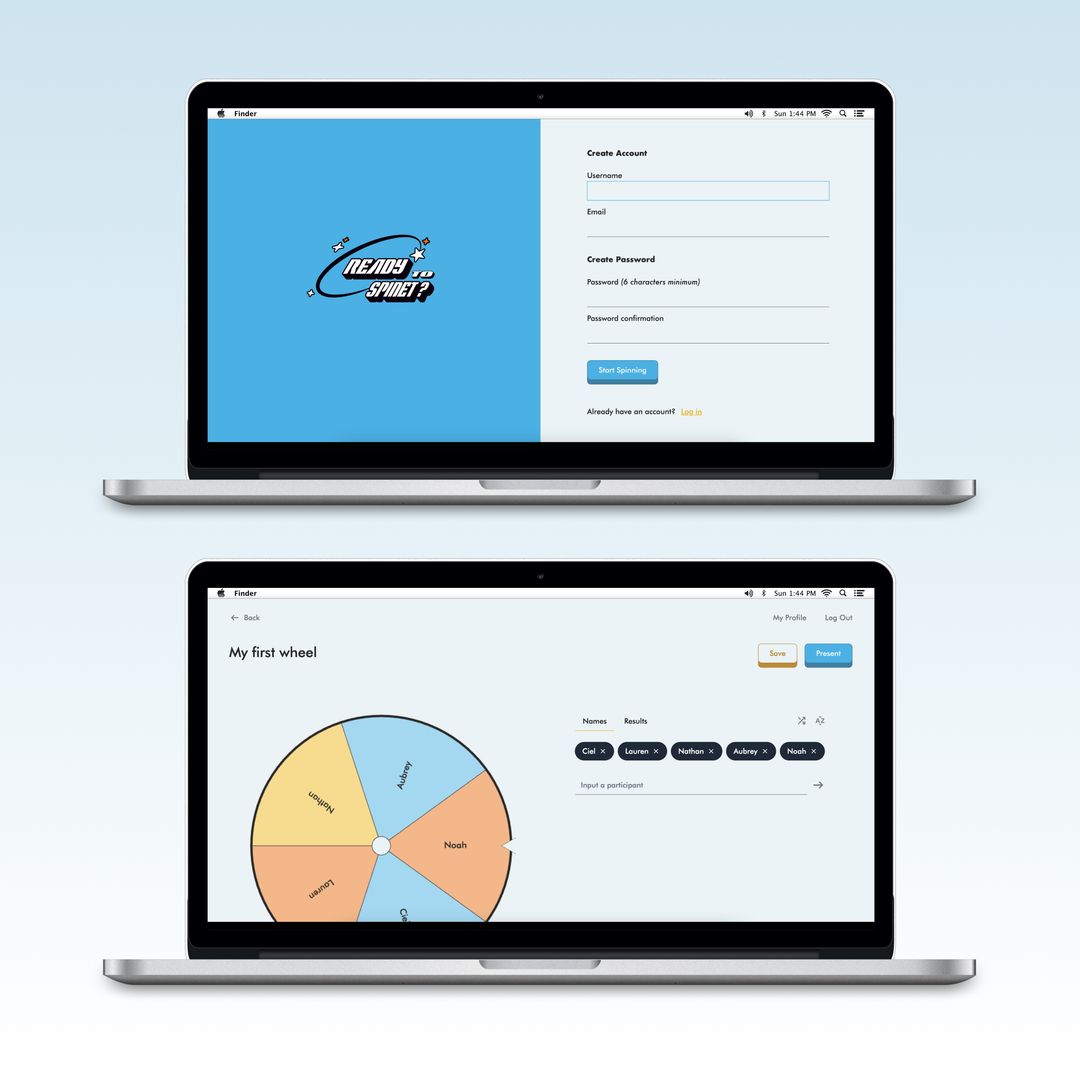 Finder
Sun 1:44 PM
READY TO
SPINET?
Create Account
Username
Email
Create Password
Password (6 characters minimum)
Password confirmation
Start Spinning
Already have an account? Log in
Finder
Sun 1:44 PM
Back
My Profile
Log Out
My first wheel
Save
Present
Names
Results
AZ
Ciel ×
Lauren ×
Nathan ×
Aubrey ×
Noah ×
Input a participant
Aubrey
Nathan
Noah
Lauren
Cie